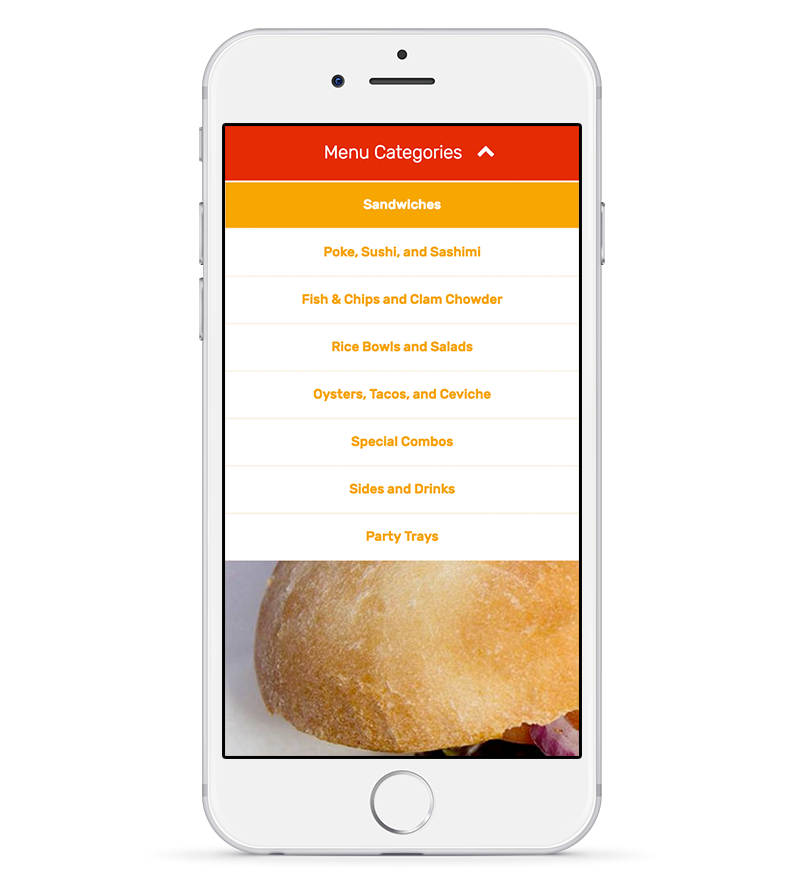 Menu Categories
Sandwiches
Poke, Sushi, and Sashimi
Fish & Chips and Clam Chowder
Rice Bowls and Salads
Oysters, Tacos, and Ceviche
Special Combos
Sides and Drinks
Party Trays